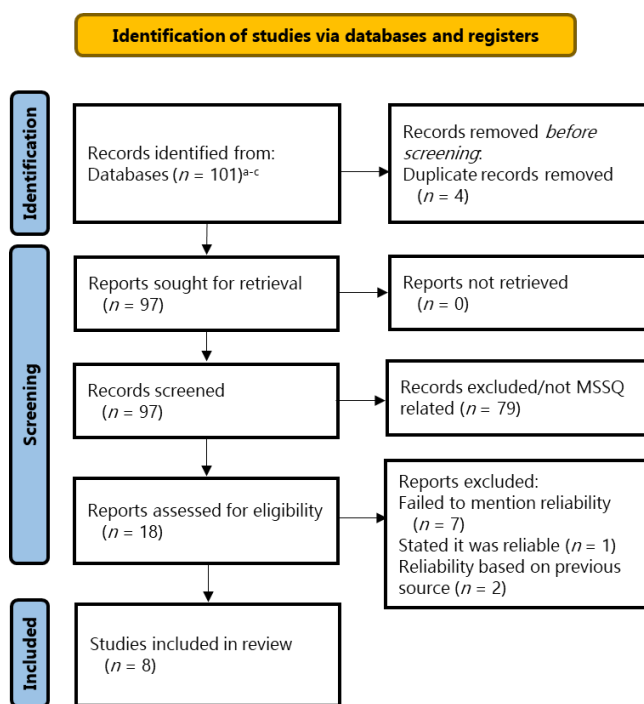 Identification of studies via databases and registers
Identification
Records identified from:
Databases (n = 101)a-c
Records removed before
screening:
Duplicate records removed
(n = 4)
Screening
Reports sought for retrieval
(n = 97)
Reports not retrieved
(n = 0)
Records screened
(n = 97)
Records excluded/not MSSQ
related (n = 79)
Reports assessed for eligibility
(n = 18)
Reports excluded:
Failed to mention reliability
(n = 7)
Stated it was reliable (n = 1)
Reliability based on previous
source (n = 2)
Included
Studies included in review
(n = 8)